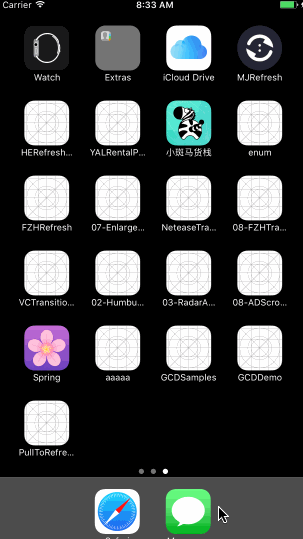 Carrier 8:33 AM
Watch Extras iCloud Drive MJRefresh
HERefresh... YALRentalP... 小斑马货栈 enum
FZHRefresh 07-Enlarge... NeteaseTra... 08-FZHTra...
VCTransitio... 02-Humbu... 03-RadarA... 08-ADScro...
Spring aaaaa GCDSamples GCDDemo
PullToRefre...